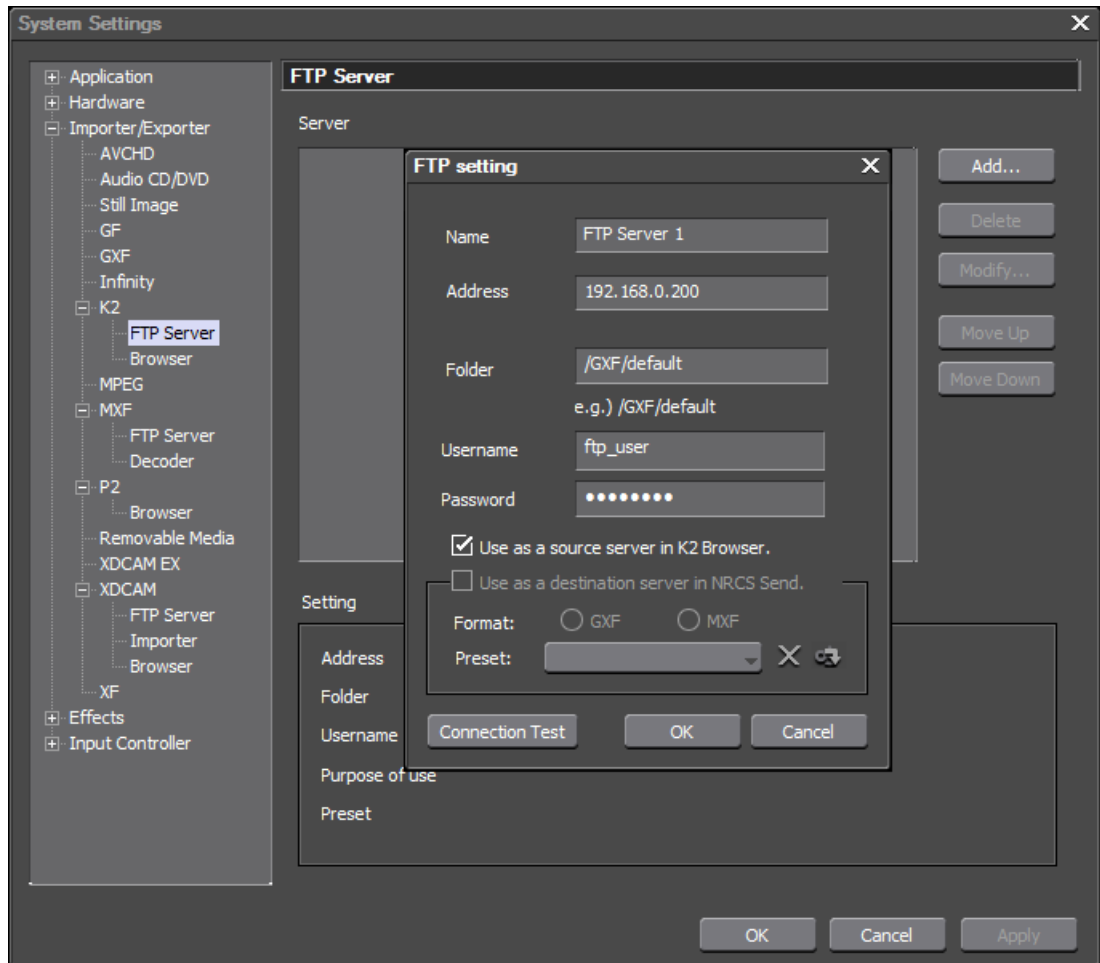 System Settings
Application
Hardware
Importer/Exporter
AVCHD
Audio CD/DVD
Still Image
GF
GXF
Infinity
K2
FTP Server
Browser
MPEG
MXF
FTP Server
Decoder
P2
Browser
Removable Media
XDCAM EX
XDCAM
FTP Server
Importer
Browser
XF
Effects
Input Controller
FTP Server
Server
Add...
Delete
Modify...
Move Up
Move Down
FTP setting
Name FTP Server 1
Address 192.168.0.200
Folder /GXF/default
e.g.) /GXF/default
Username ftp_user
Password ••••••••
Use as a source server in K2 Browser.
Use as a destination server in NRCS Send.
Format: GXF MXF
Preset:
Connection Test OK Cancel
Setting
Address
Folder
Username
Purpose of use
Preset
OK Cancel Apply